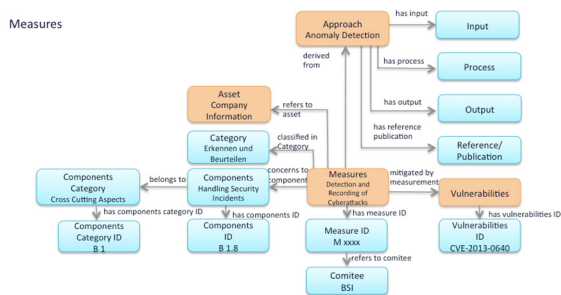 Measures
Approach
Anomaly Detection
has input
Input
derived
from
has process
Process
has output
Output
has reference
publication
Reference/
Publication
Asset
Company
Information
refers to
asset
Category
Erkennen und
Beurteilen
classified in
Category
Components
Category
Cross Cutting Aspects
belongs to
Components
Handling Security
Incidents
concerns to
component
Measures
Detection and
Recording of
Cyberattacks
mitigated by
measurement
Vulnerabilities
has components category ID
has components ID
has measure ID
has vulnerabilities ID
Components
Category ID
B 1
Components
ID
B 1.8
Measure ID
M xxxx
Vulnerabilities
ID
CVE-2013-0640
refers to comitee
Comitee
BSI